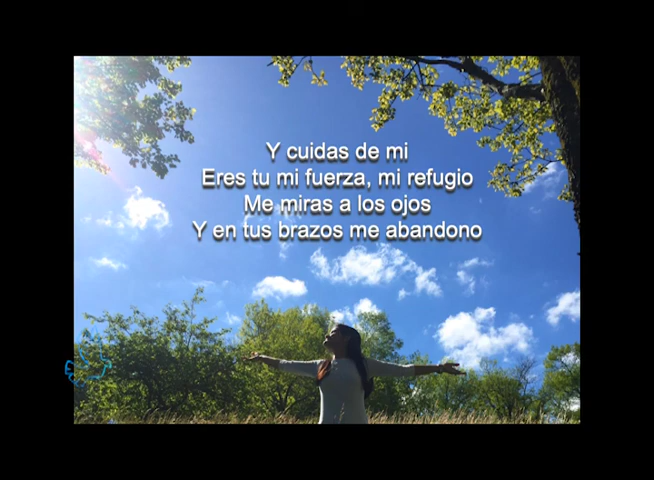 Y cuidas de mi
Eres tu mi fuerza, mi refugio
Me miras a los ojos
Y en tus brazos me abandono